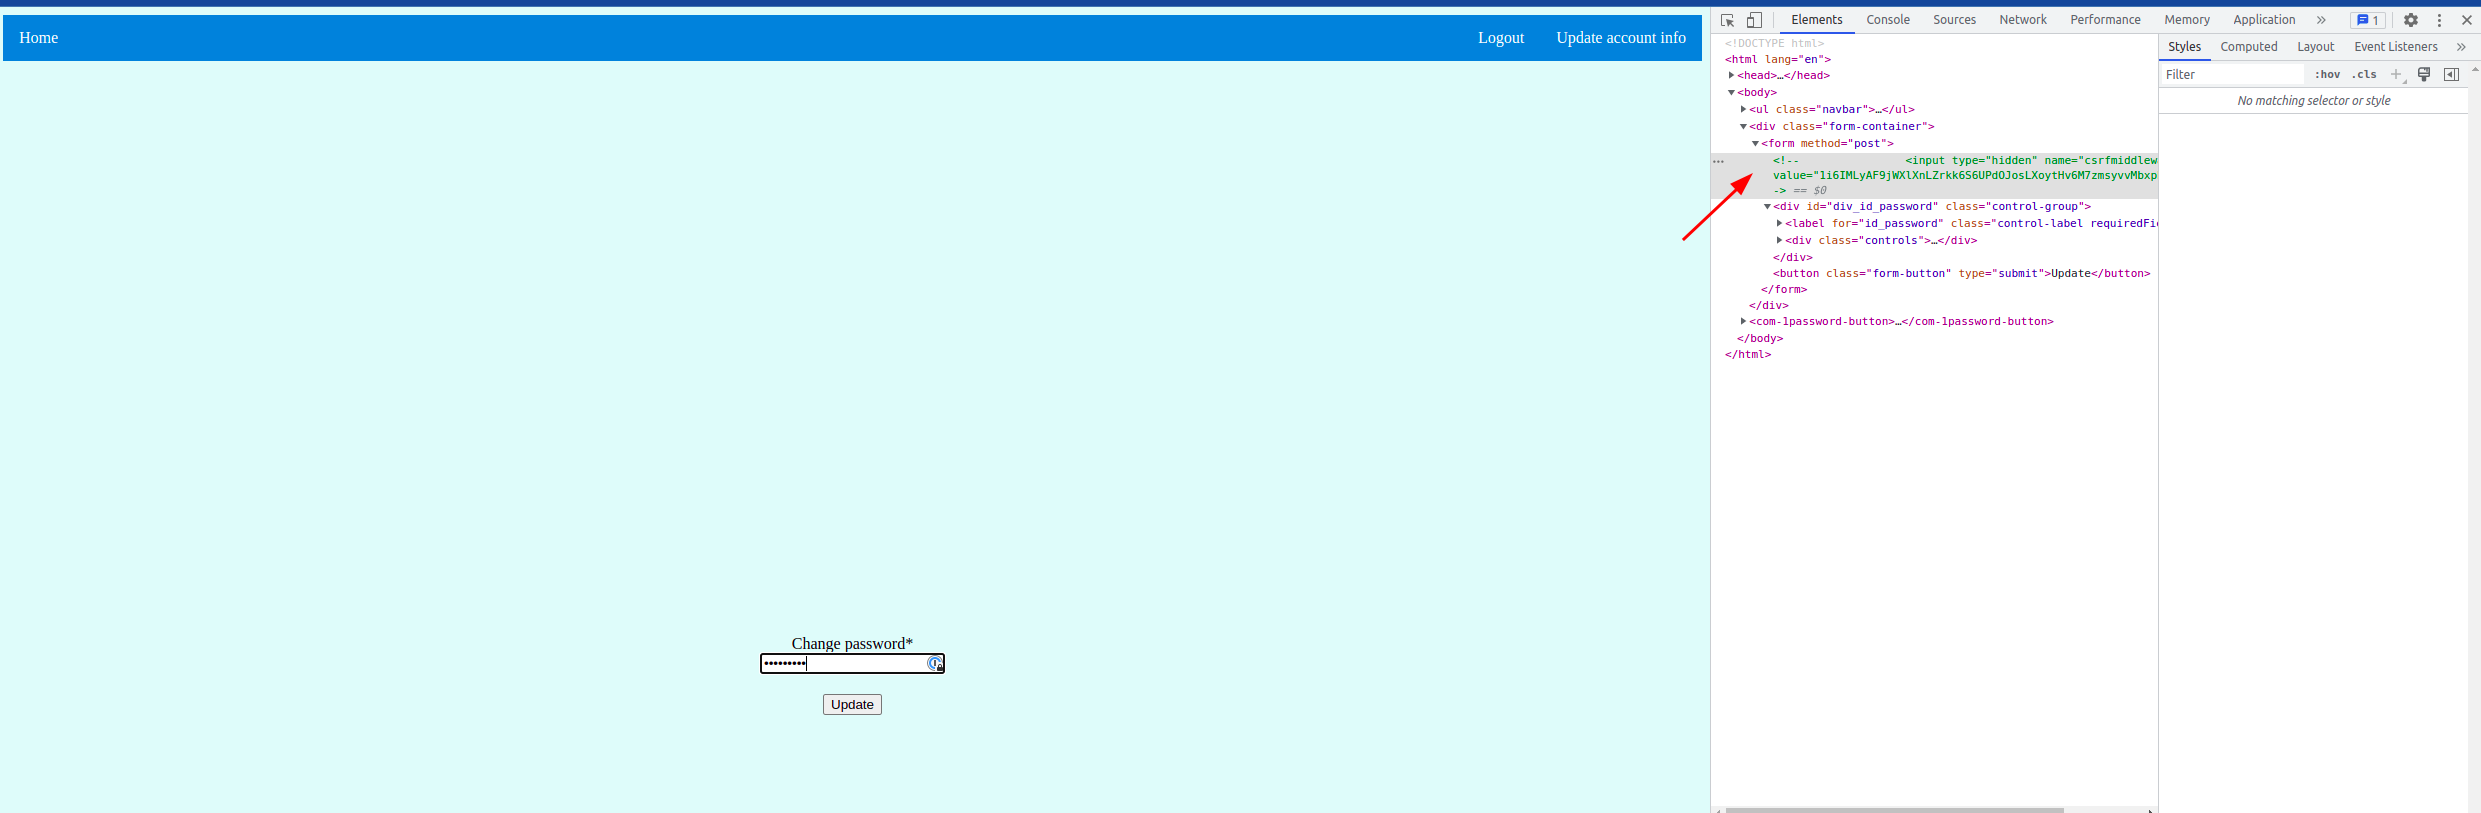 Home
Logout
Update account info
Change password*
•••••••••
Update
Elements
Console
Sources
Network
Performance
Memory
Application
»
1
<!DOCTYPE html>
<html lang="en">
<head>…</head>
<body>
<ul class="navbar">…</ul>
<div class="form-container">
<form method="post">
<!-- <input type="hidden" name="csrfmiddlew
value="1i6IMLyAF9jWXlXnLZrkk6S6UPdOJosLXoytHv6M7zmsyvvMbxp
-> == $0
<div id="div_id_password" class="control-group">
<label for="id_password" class="control-label requiredFi
<div class="controls">…</div>
</div>
<button class="form-button" type="submit">Update</button>
</form>
</div>
<com-1password-button>…</com-1password-button>
</body>
</html>
Styles
Computed
Layout
Event Listeners
»
Filter
:hov
.cls
No matching selector or style